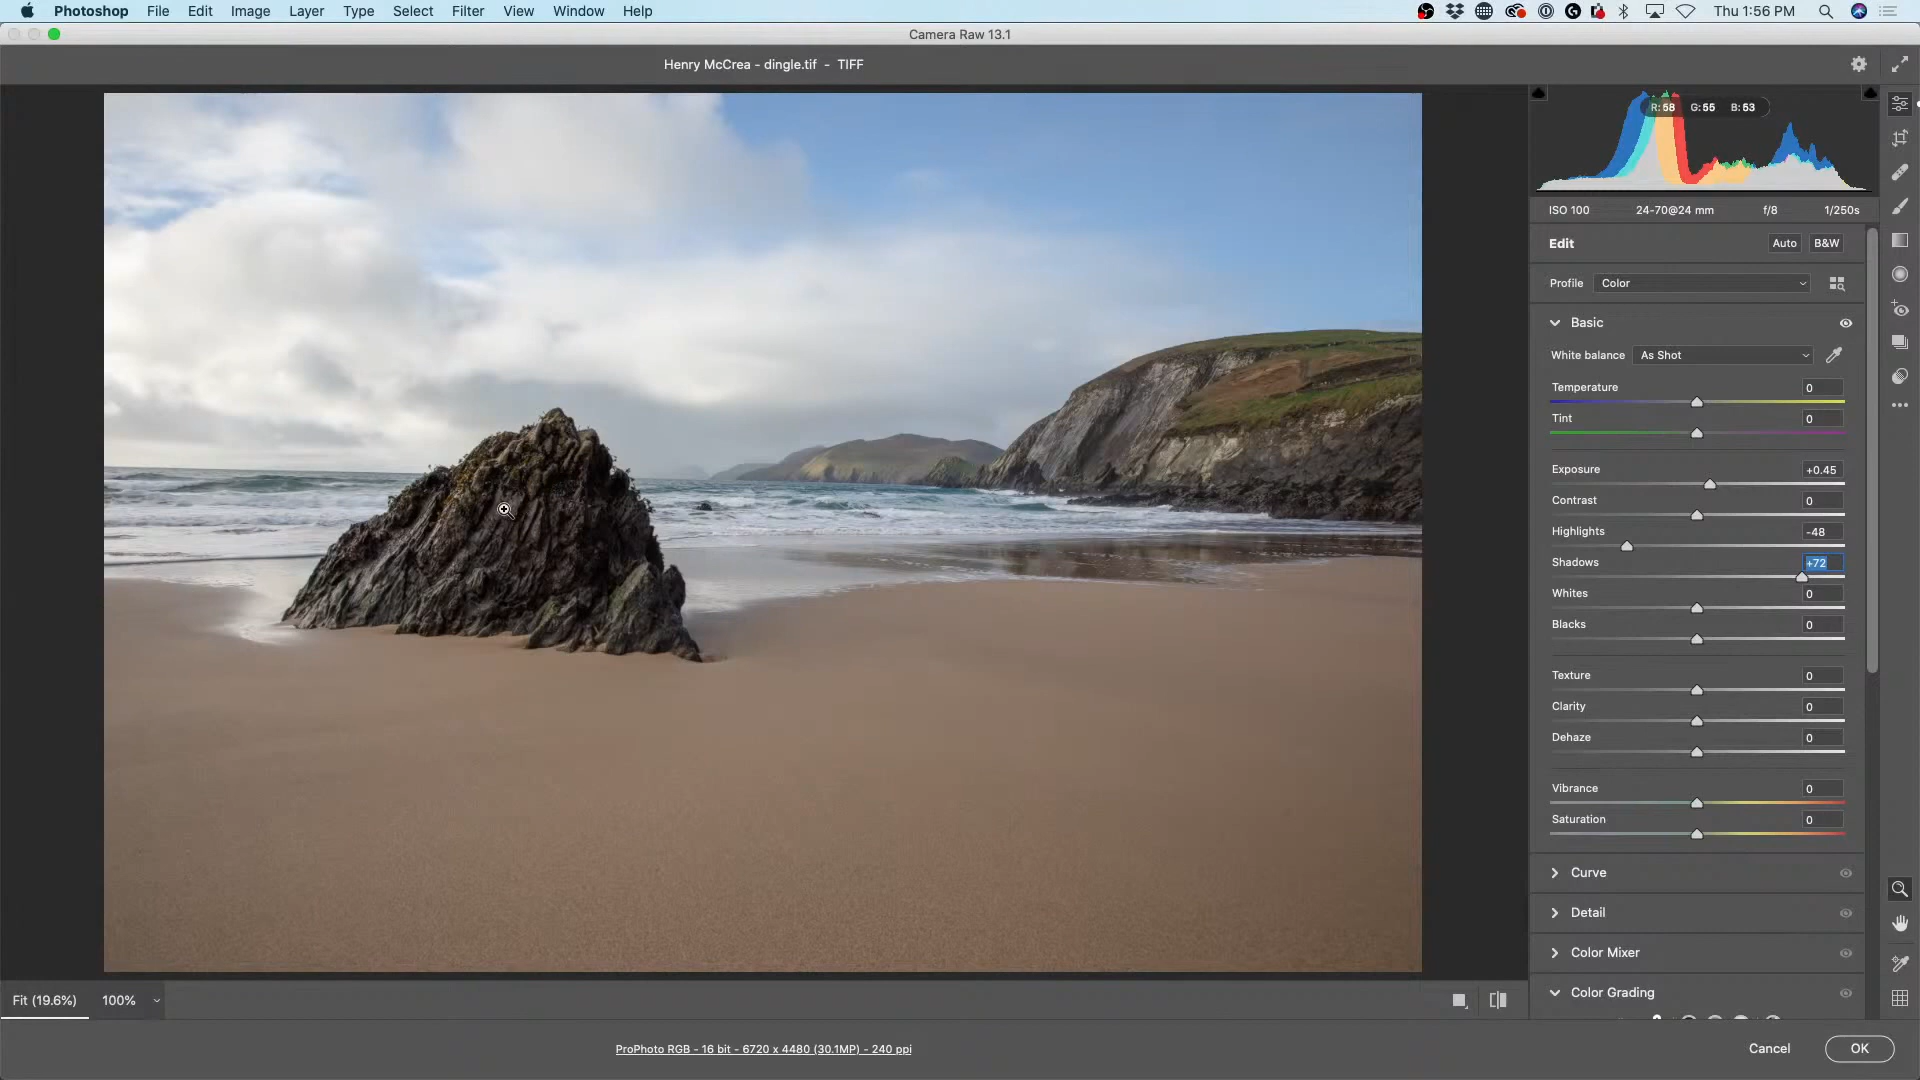 Photoshop File Edit Image Layer Type Select Filter View Window Help Thu 1:56 PM
Camera Raw 13.1
Henry McCrea - dingle.tif - TIFF
R: 58 G: 55 B: 53
ISO 100 24-70@24 mm f/8 1/250s
Edit Auto B&W
Profile Color
Basic
White balance As Shot
Temperature 0
Tint 0
Exposure +0.45
Contrast 0
Highlights -48
Shadows +72
Whites 0
Blacks 0
Texture 0
Clarity 0
Dehaze 0
Vibrance 0
Saturation 0
Curve
Detail
Color Mixer
Color Grading
Fit (19.6%) 100%
ProPhoto RGB - 16 bit - 6720 x 4480 (30.1MP) - 240 ppi
Cancel OK